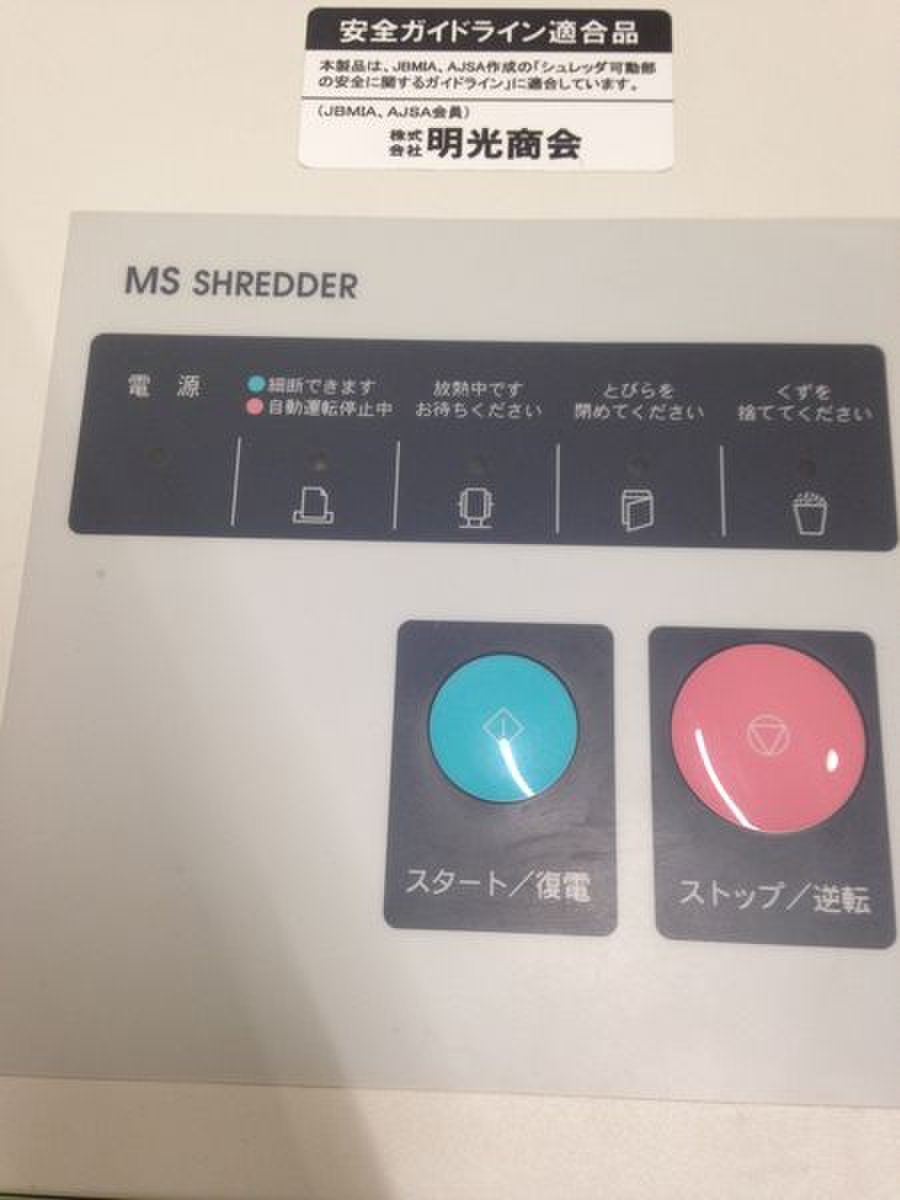 安全ガイドライン適合品
本製品は、JBMIA、AJSA作成の「シュレッダ可動部
の安全に関するガイドライン」に適合しています。
(JBMIA、AJSA会員)
株式会社 明光商会
MS SHREDDER
電源
細断できます
自動運転停止中
放熱中です
お待ちください
とびらを
閉めてください
くずを
捨ててください
スタート/復電
ストップ/逆転